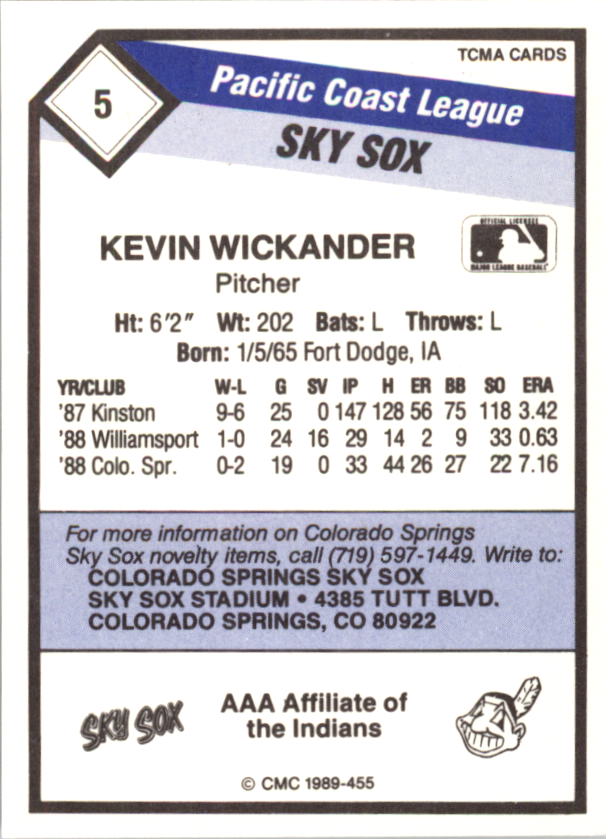 TCMA CARDS
5
Pacific Coast League
SKY SOX
OFFICIAL LICENSEE
MAJOR LEAGUE BASEBALL
KEVIN WICKANDER
Pitcher
Ht: 6'2" Wt: 202 Bats: L Throws: L
Born: 1/5/65 Fort Dodge, IA
YR/CLUB W-L G SV IP H ER BB SO ERA
'87 Kinston 9-6 25 0 147 128 56 75 118 3.42
'88 Williamsport 1-0 24 16 29 14 2 9 33 0.63
'88 Colo. Spr. 0-2 19 0 33 44 26 27 22 7.16
For more information on Colorado Springs
Sky Sox novelty items, call (719) 597-1449. Write to:
COLORADO SPRINGS SKY SOX
SKY SOX STADIUM • 4385 TUTT BLVD.
COLORADO SPRINGS, CO 80922
SKY SOX
AAA Affiliate of
the Indians
© CMC 1989-455